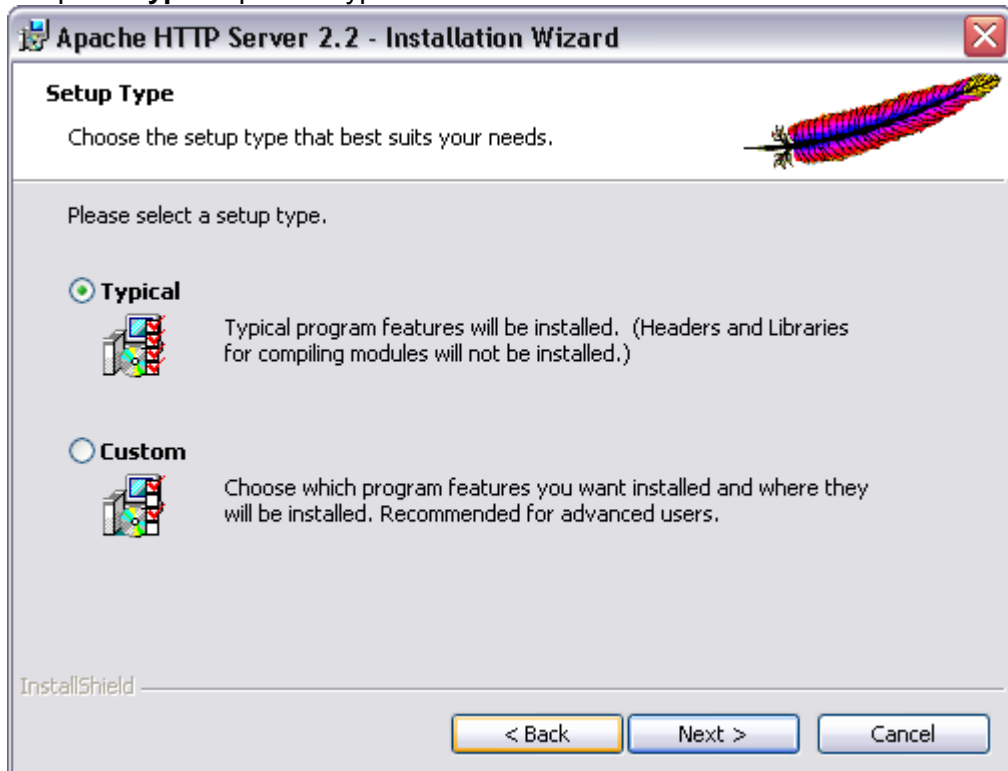 Apache HTTP Server 2.2 - Installation Wizard
Setup Type
Choose the setup type that best suits your needs.
Please select a setup type.
Typical
Typical program features will be installed. (Headers and Libraries
for compiling modules will not be installed.)
Custom
Choose which program features you want installed and where they
will be installed. Recommended for advanced users.
InstallShield
< Back
Next >
Cancel